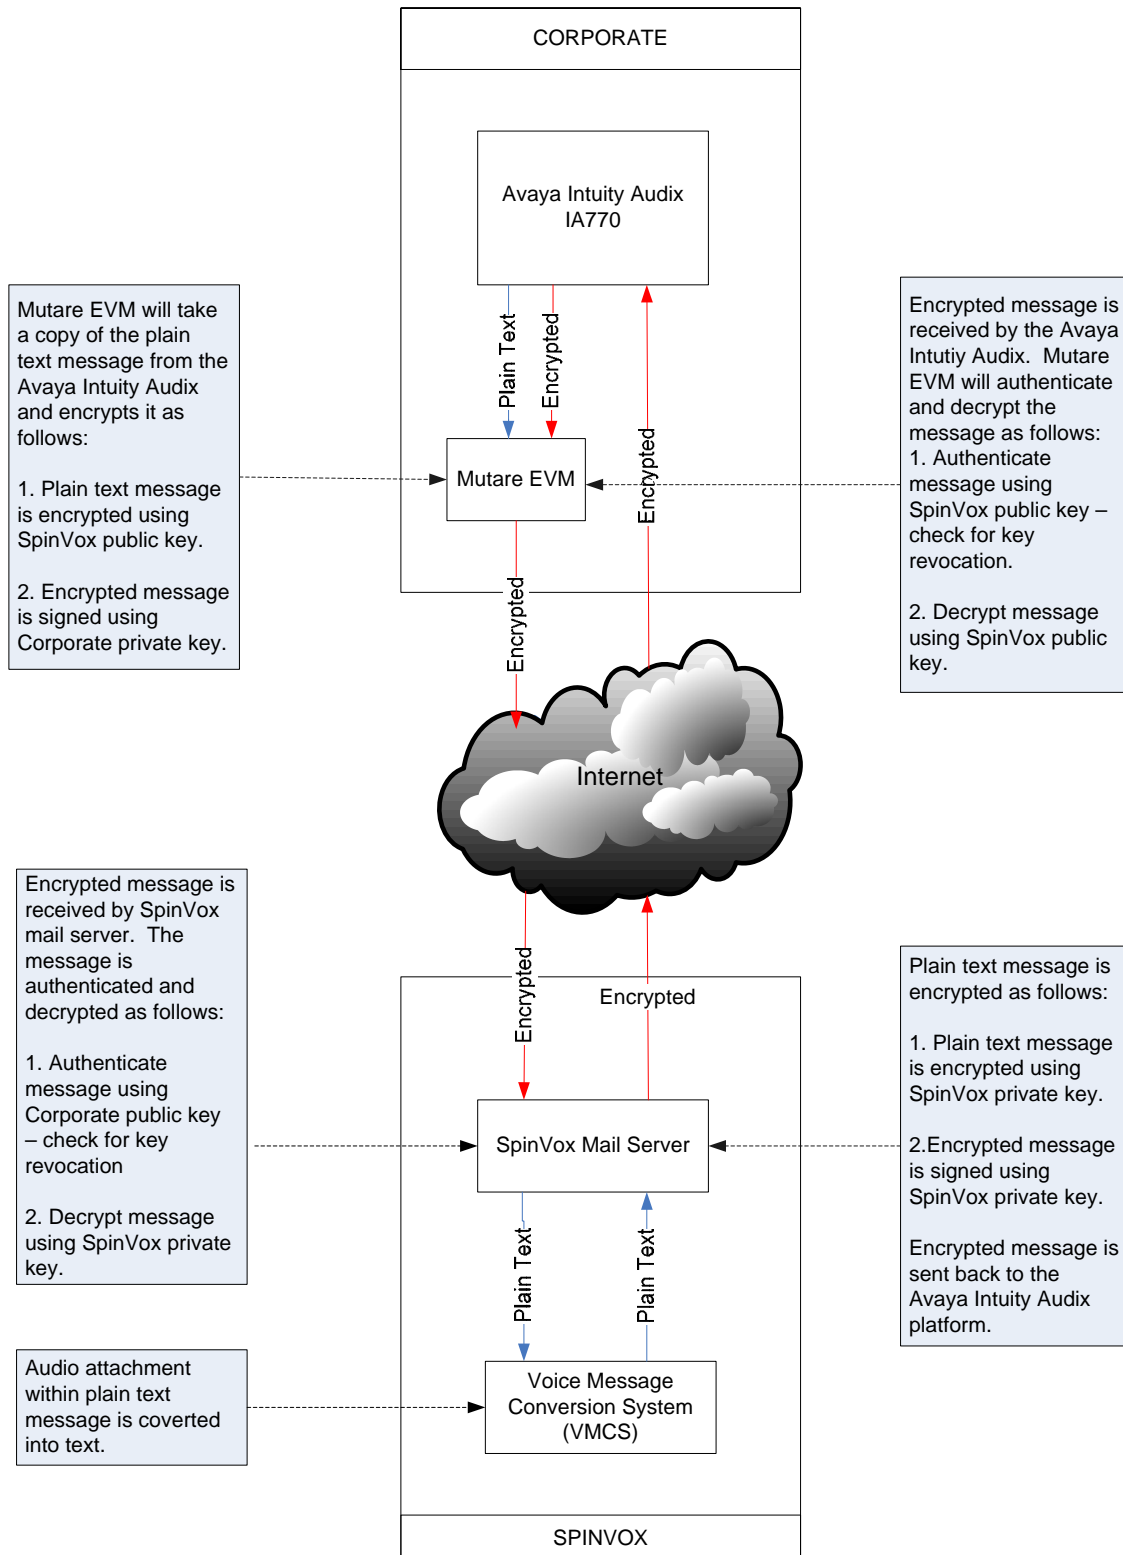 CORPORATE
Avaya Intuity Audix
IA770
Plain Text
Encrypted
Encrypted
Mutare EVM
Encrypted
Mutare EVM will take
a copy of the plain
text message from the
Avaya Intuity Audix
and encrypts it as
follows:
1. Plain text message
is encrypted using
SpinVox public key.
2. Encrypted message
is signed using
Corporate private key.
Encrypted message is
received by the Avaya
Intutiy Audix.  Mutare
EVM will authenticate
and decrypt the
message as follows:
1. Authenticate
message using
SpinVox public key –
check for key
revocation.
2. Decrypt message
using SpinVox public
key.
Internet
Encrypted message is
received by SpinVox
mail server.  The
message is
authenticated and
decrypted as follows:
1. Authenticate
message using
Corporate public key
– check for key
revocation
2. Decrypt message
using SpinVox private
key.
Encrypted
Encrypted
SpinVox Mail Server
Plain Text
Plain Text
Plain text message is
encrypted as follows:
1. Plain text message
is encrypted using
SpinVox private key.
2.Encrypted message
is signed using
SpinVox private key.
Encrypted message is
sent back to the
Avaya Intuity Audix
platform.
Audio attachment
within plain text
message is coverted
into text.
Voice Message
Conversion System
(VMCS)
SPINVOX